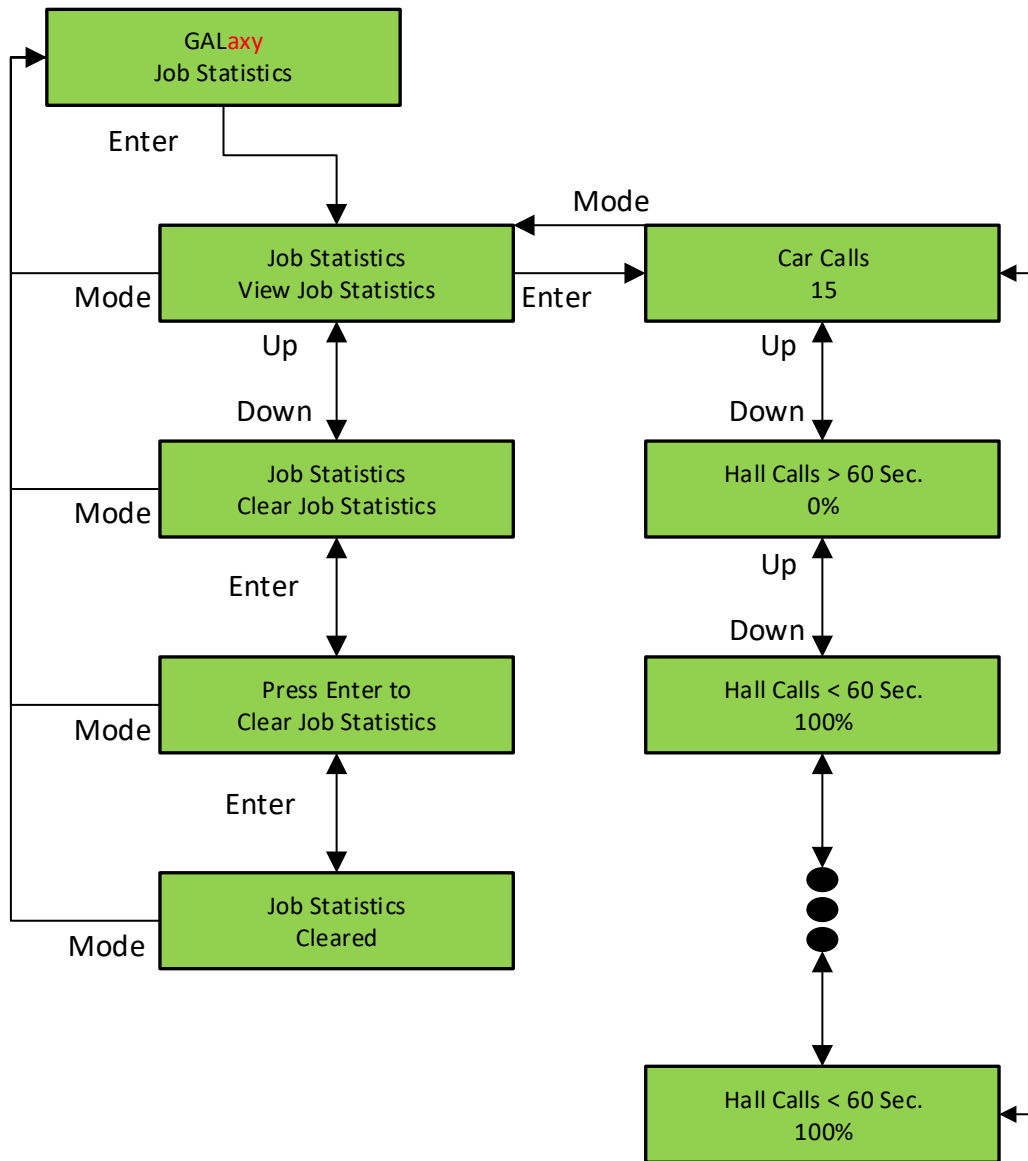 GALaxy
Job Statistics
Enter
Mode
Job Statistics
View Job Statistics
Car Calls
15
Mode
Enter
Up
Up
Down
Down
Job Statistics
Clear Job Statistics
Hall Calls > 60 Sec.
0%
Mode
Up
Enter
Down
Press Enter to
Clear Job Statistics
Hall Calls < 60 Sec.
100%
Mode
Enter
Job Statistics
Cleared
Mode
Hall Calls < 60 Sec.
100%